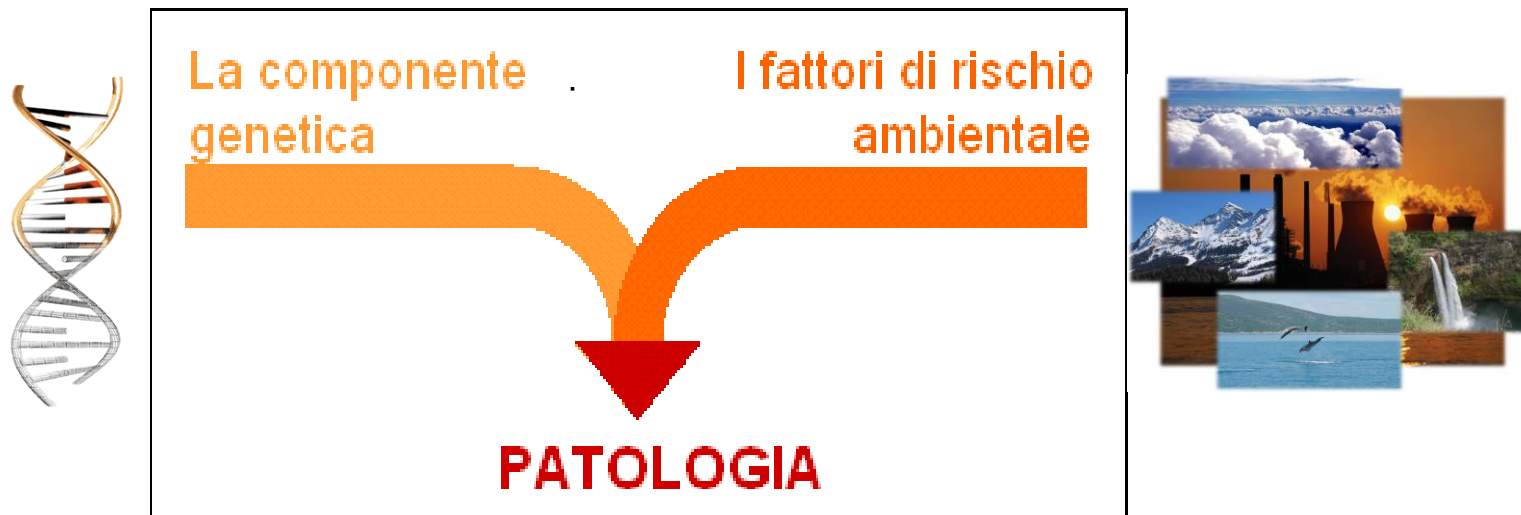 La componente
genetica
.
I fattori di rischio
ambientale
PATOLOGIA